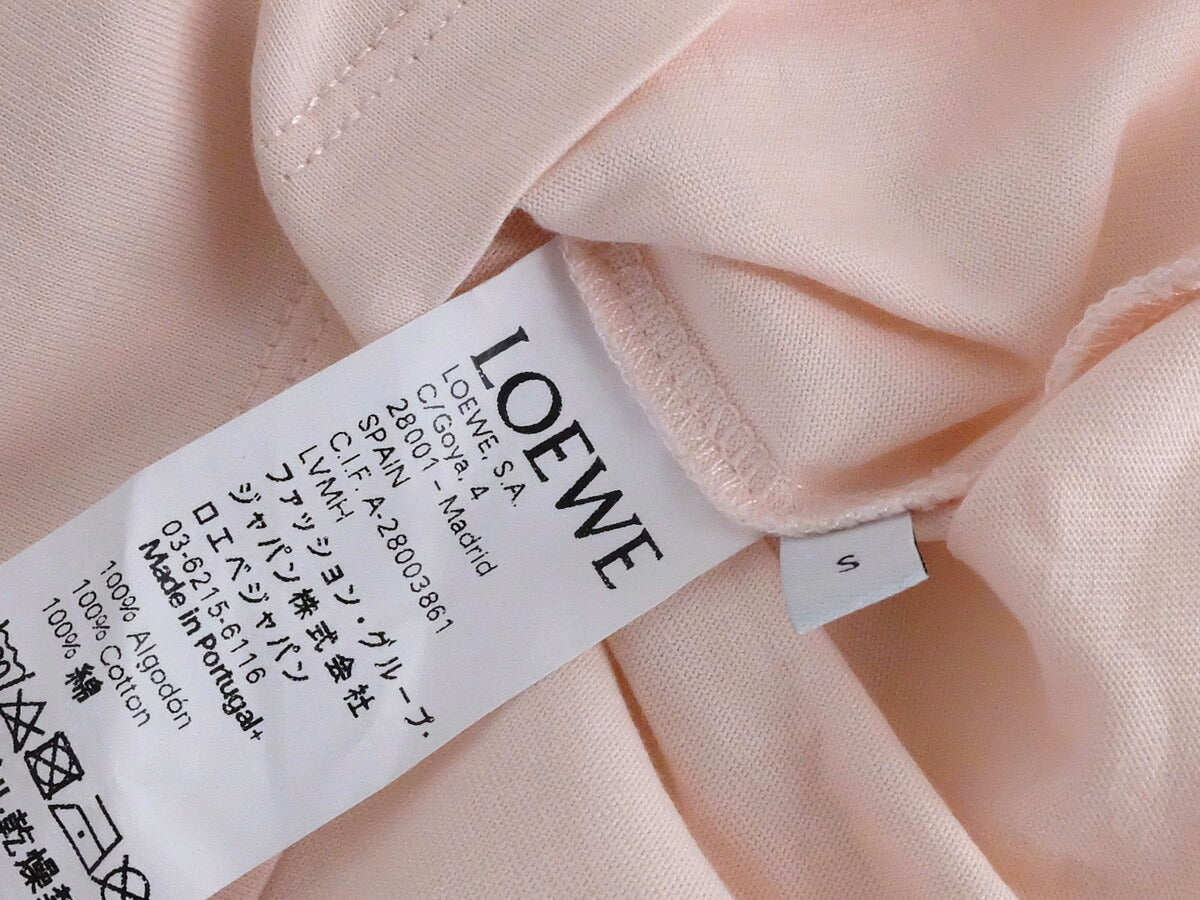 LOEWE
LOEWE, S.A.
C/Goya, 4
28001 - Madrid
SPAIN
C.I.F. A-28003861
LVMH
ファッション・グループ・
ジャパン株式会社
ロエベジャパン
03-6215-6116
Made in Portugal+
100% Algodón
100% Cotton
100% 綿
乾燥
S